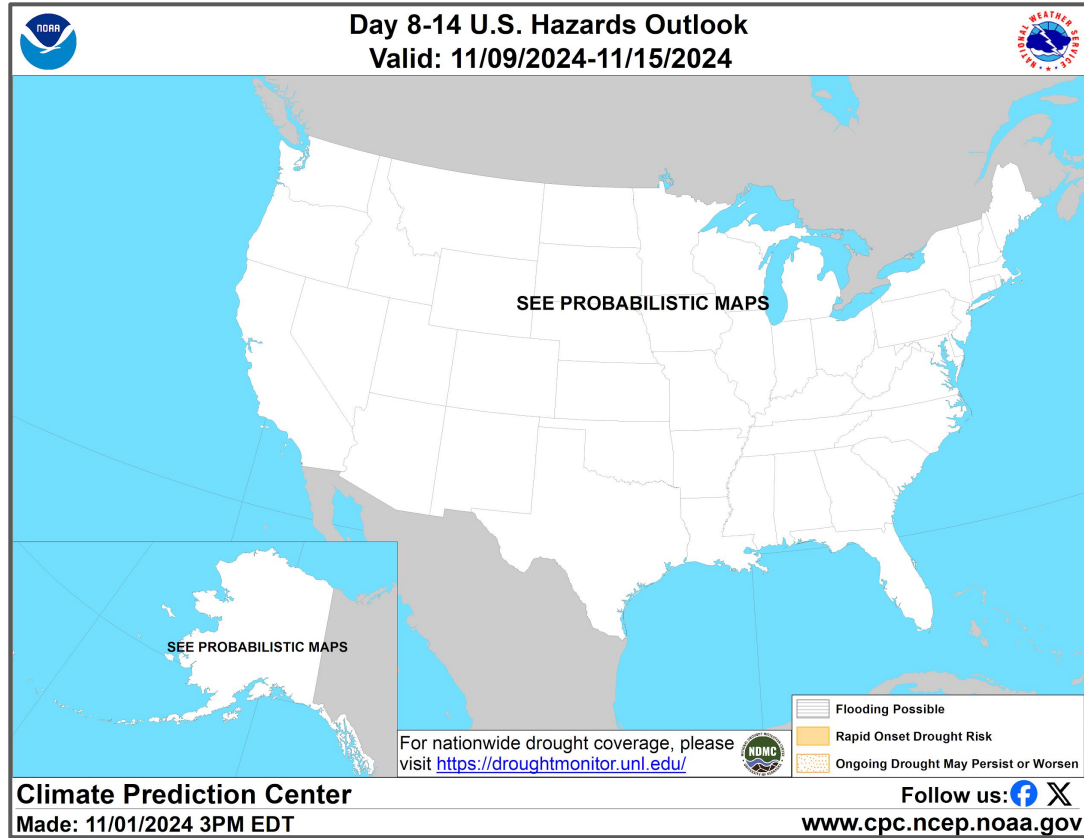 NOAA
Day 8-14 U.S. Hazards Outlook
Valid: 11/09/2024-11/15/2024
NATIONAL WEATHER SERVICE
SEE PROBABILISTIC MAPS
SEE PROBABILISTIC MAPS
For nationwide drought coverage, please
visit https://droughtmonitor.unl.edu/
NDMC
Flooding Possible
Rapid Onset Drought Risk
Ongoing Drought May Persist or Worsen
Climate Prediction Center
Made: 11/01/2024 3PM EDT
Follow us:
www.cpc.ncep.noaa.gov